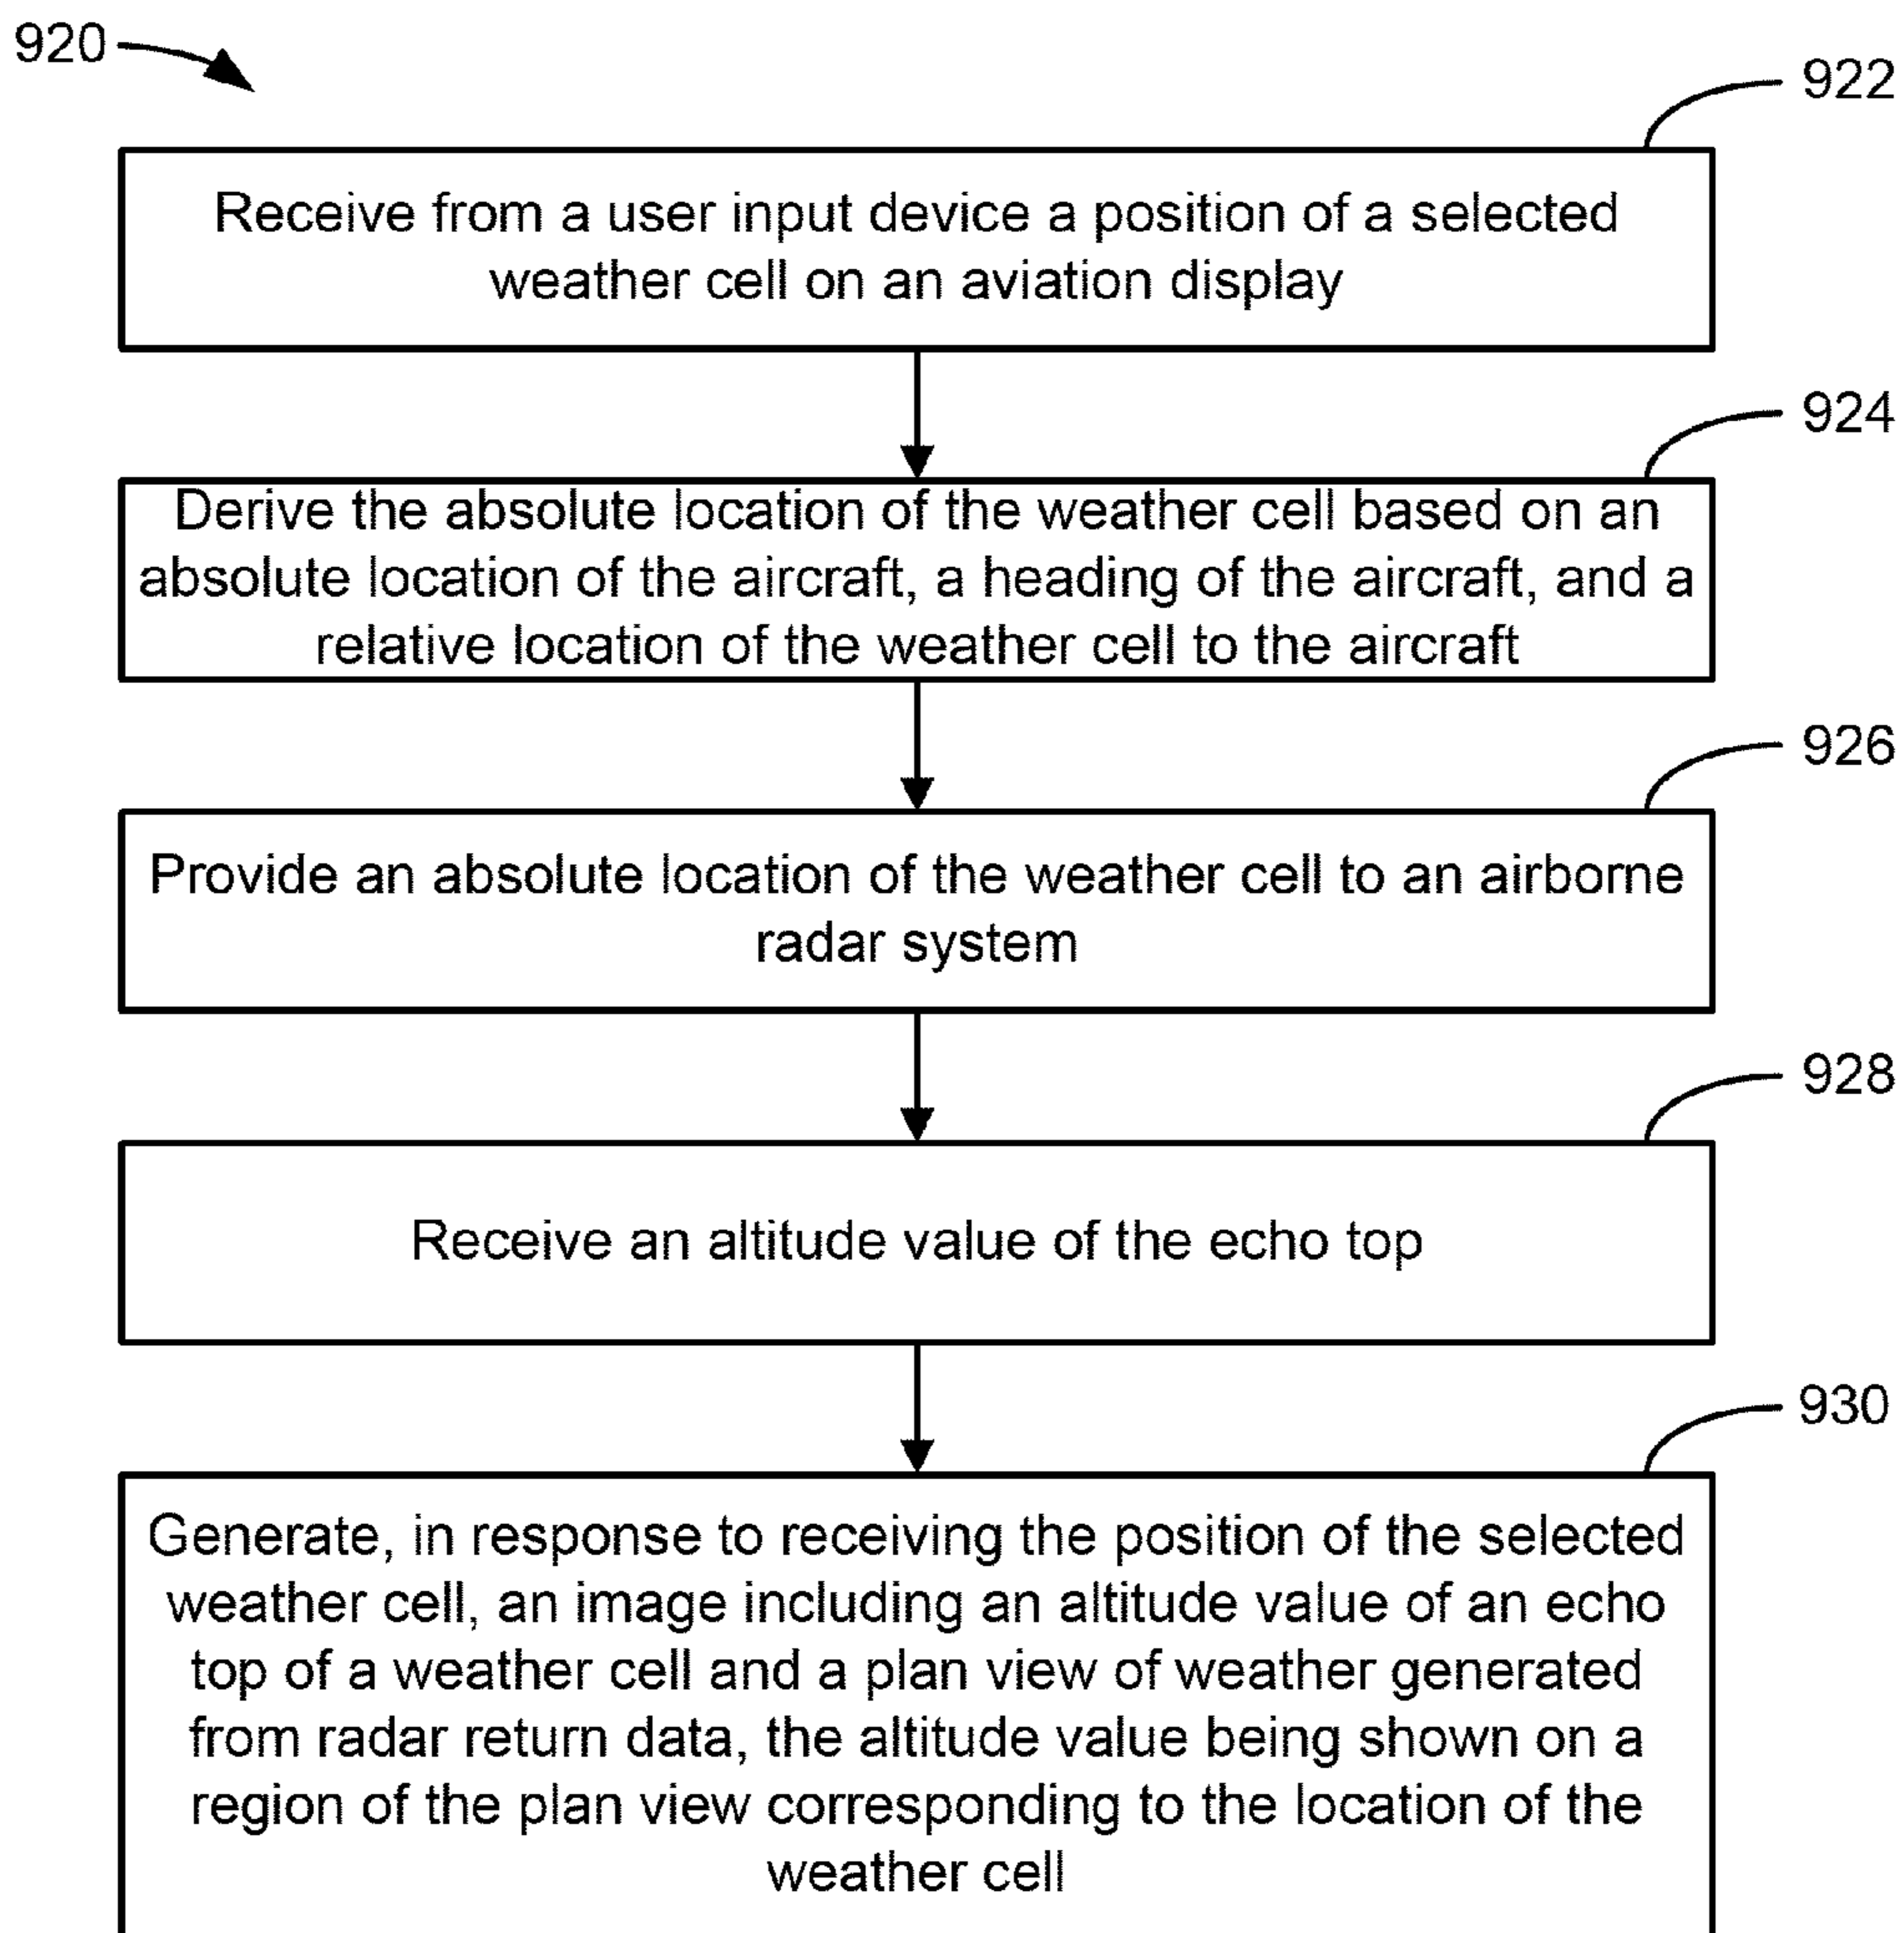 920
922
Receive from a user input device a position of a selected
weather cell on an aviation display
924
Derive the absolute location of the weather cell based on an
absolute location of the aircraft, a heading of the aircraft, and a
relative location of the weather cell to the aircraft
926
Provide an absolute location of the weather cell to an airborne
radar system
928
Receive an altitude value of the echo top
930
Generate, in response to receiving the position of the selected
weather cell, an image including an altitude value of an echo
top of a weather cell and a plan view of weather generated
from radar return data, the altitude value being shown on a
region of the plan view corresponding to the location of the
weather cell